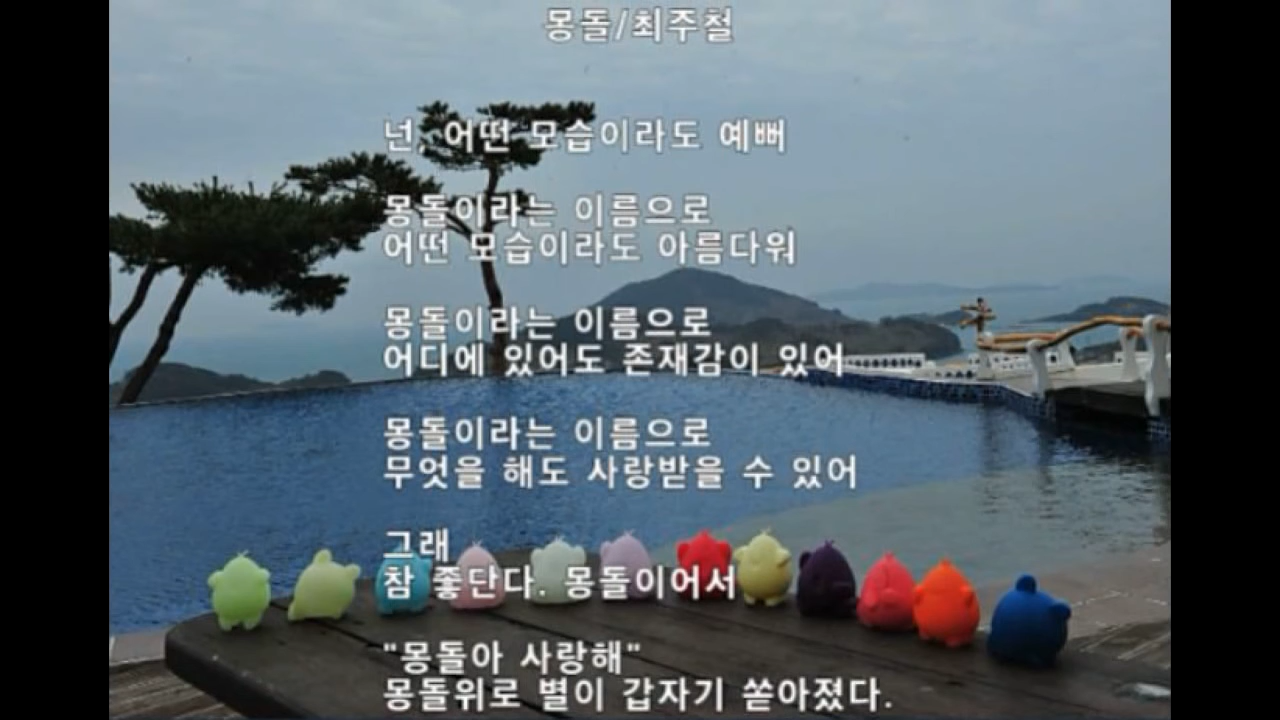 몽돌/최주철
넌, 어떤 모습이라도 예뻐
몽돌이라는 이름으로
어떤 모습이라도 아름다워
몽돌이라는 이름으로
어디에 있어도 존재감이 있어
몽돌이라는 이름으로
무엇을 해도 사랑받을 수 있어
그래
참 좋단다. 몽돌이어서
"몽돌아 사랑해"
몽돌위로 별이 갑자기 쏟아졌다.